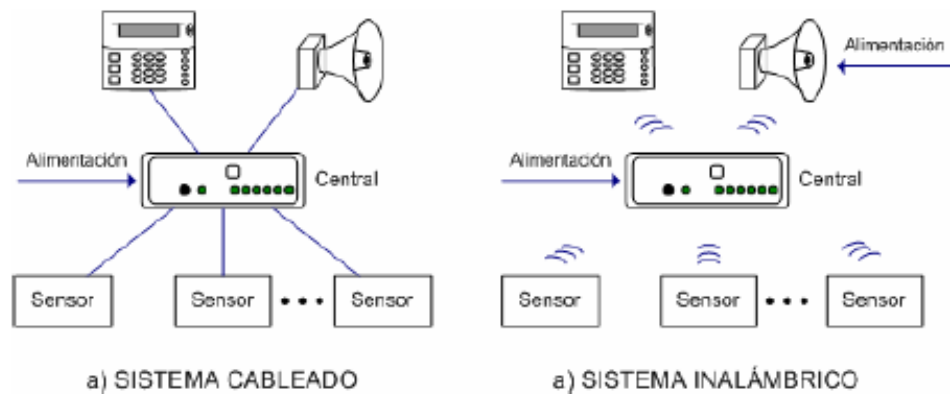 Alimentación
Alimentación
Central
Sensor
Sensor
Sensor
a) SISTEMA CABLEADO
Alimentación
Central
Sensor
Sensor
Sensor
a) SISTEMA INALÁMBRICO